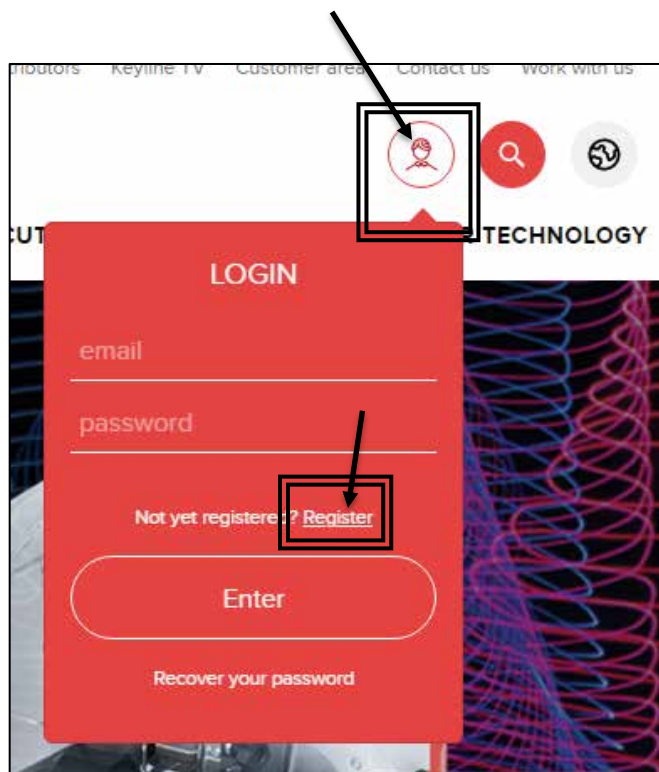 Keyline TV Customer area Contact us Work with us
TECHNOLOGY
LOGIN
email
password
Not yet registered? Register
Enter
Recover your password